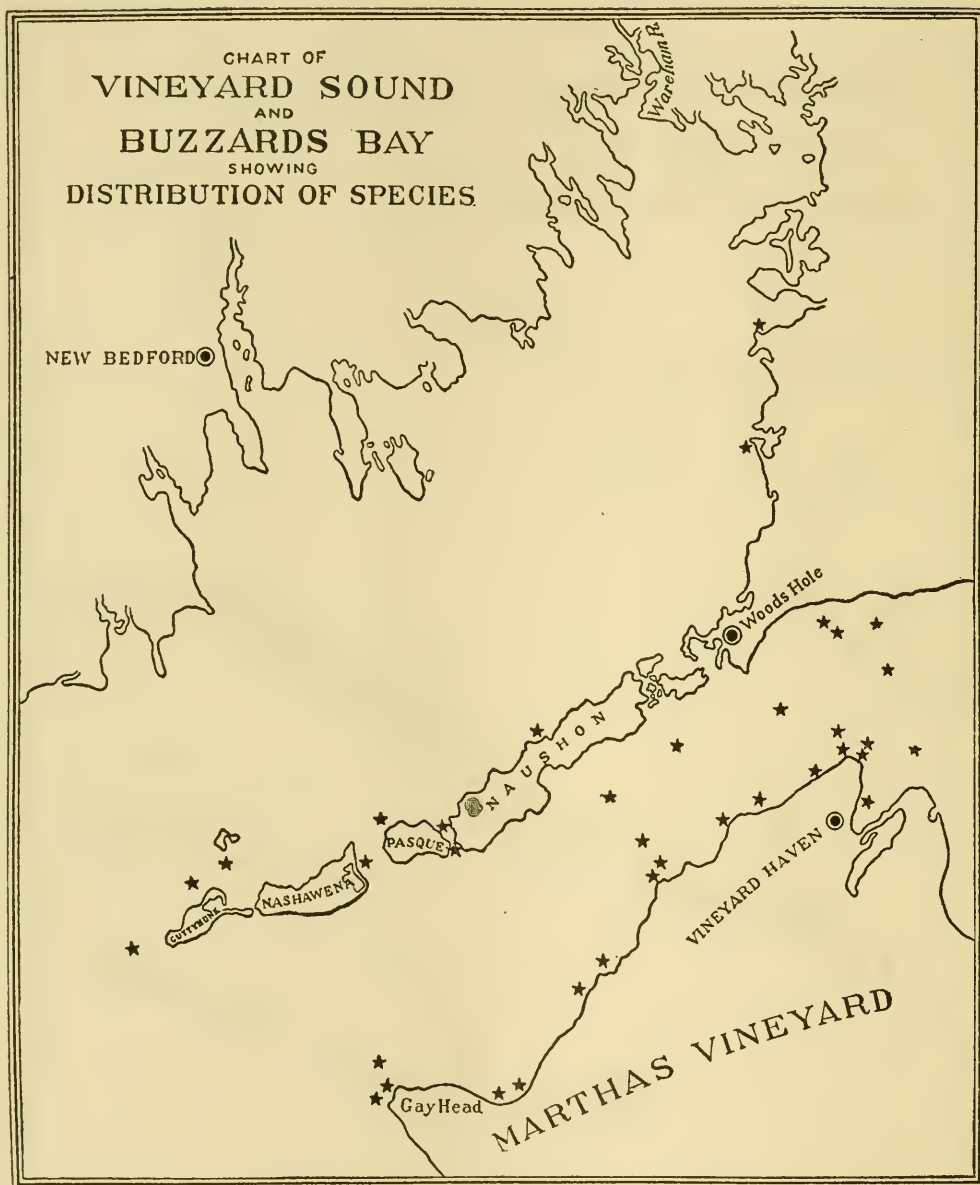 CHART OF
VINEYARD SOUND
AND
BUZZARDS BAY
SHOWING
DISTRIBUTION OF SPECIES.
Wareham R.
NEW BEDFORD
Woods Hole
NAUSHON
PASQUE
NASHAWENA
CUTTYHUNK
VINEYARD HAVEN
MARTHAS VINEYARD
Gay Head